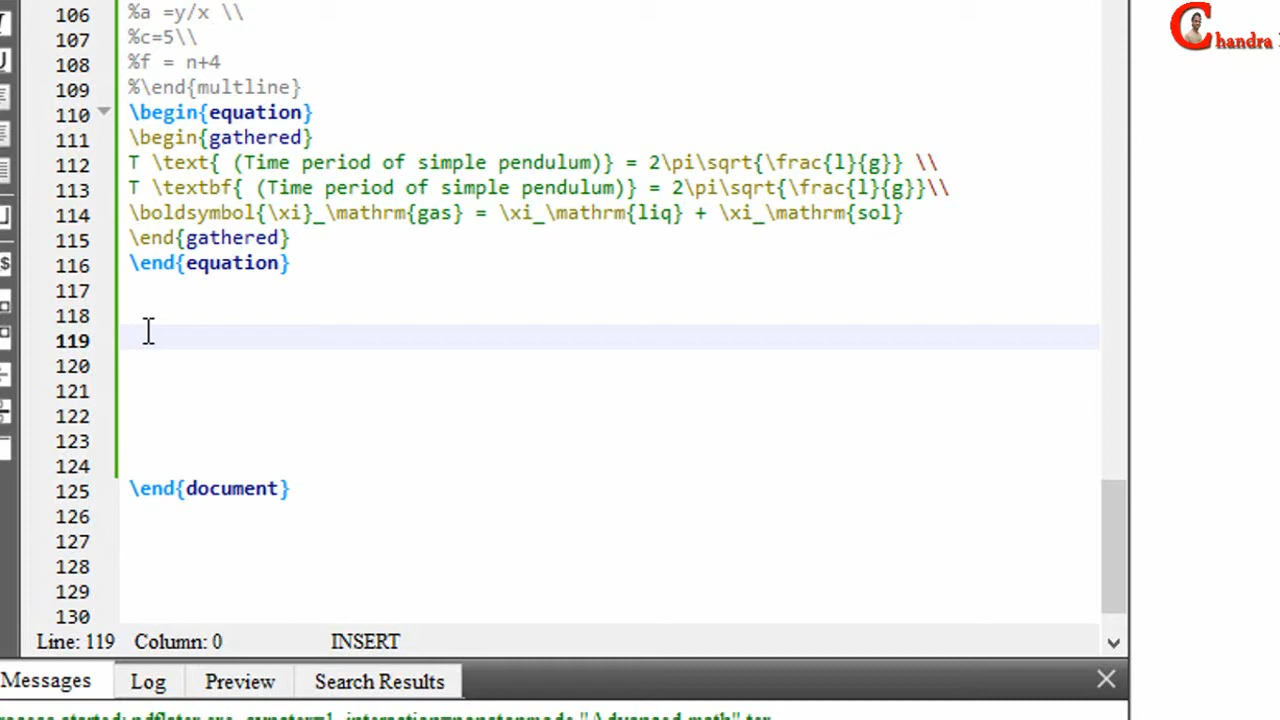 106 %a =y/x \\
107 %c=5\\
108 %f = n+4
109 %\end{multline}
110 \begin{equation}
111 \begin{gathered}
112 T \text{ (Time period of simple pendulum)} = 2\pi\sqrt{\frac{l}{g}} \\
113 T \textbf{ (Time period of simple pendulum)} = 2\pi\sqrt{\frac{l}{g}}\\
114 \boldsymbol{\xi}_\mathrm{gas} = \xi_\mathrm{liq} + \xi_\mathrm{sol}
115 \end{gathered}
116 \end{equation}
117
118
119
120
121
122
123
124
125 \end{document}
126
127
128
129
130
Line: 119 Column: 0 INSERT
Messages Log Preview Search Results
Chandra